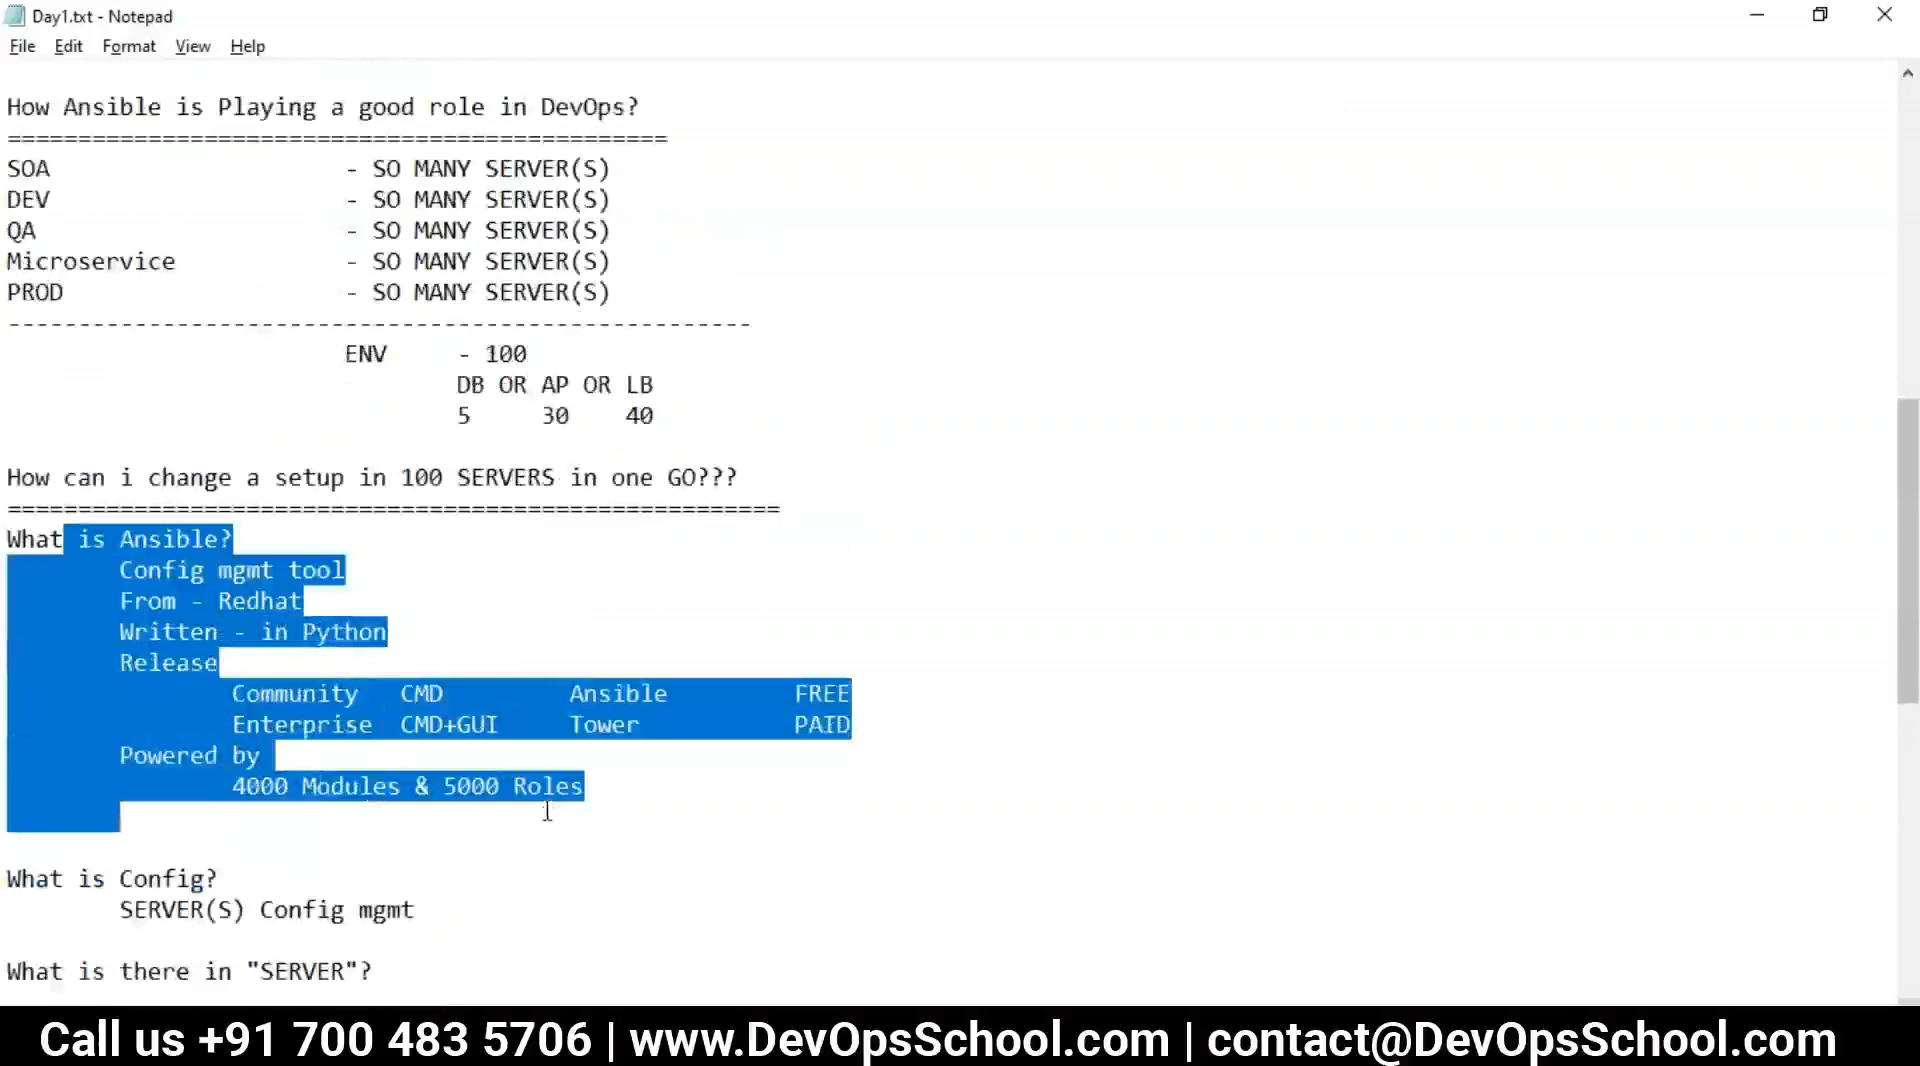 Day1.txt - Notepad
File Edit Format View Help
How Ansible is Playing a good role in DevOps?
===============================================
SOA - SO MANY SERVER(S)
DEV - SO MANY SERVER(S)
QA - SO MANY SERVER(S)
Microservice - SO MANY SERVER(S)
PROD - SO MANY SERVER(S)
-----------------------------------------------------
ENV - 100
DB OR AP OR LB
5 30 40
How can i change a setup in 100 SERVERS in one GO???
=======================================================
What is Ansible?
Config mgmt tool
From - Redhat
Written - in Python
Release
Community CMD Ansible FREE
Enterprise CMD+GUI Tower PAID
Powered by
4000 Modules & 5000 Roles
What is Config?
SERVER(S) Config mgmt
What is there in "SERVER"?
Call us +91 700 483 5706 | www.DevOpsSchool.com | contact@DevOpsSchool.com